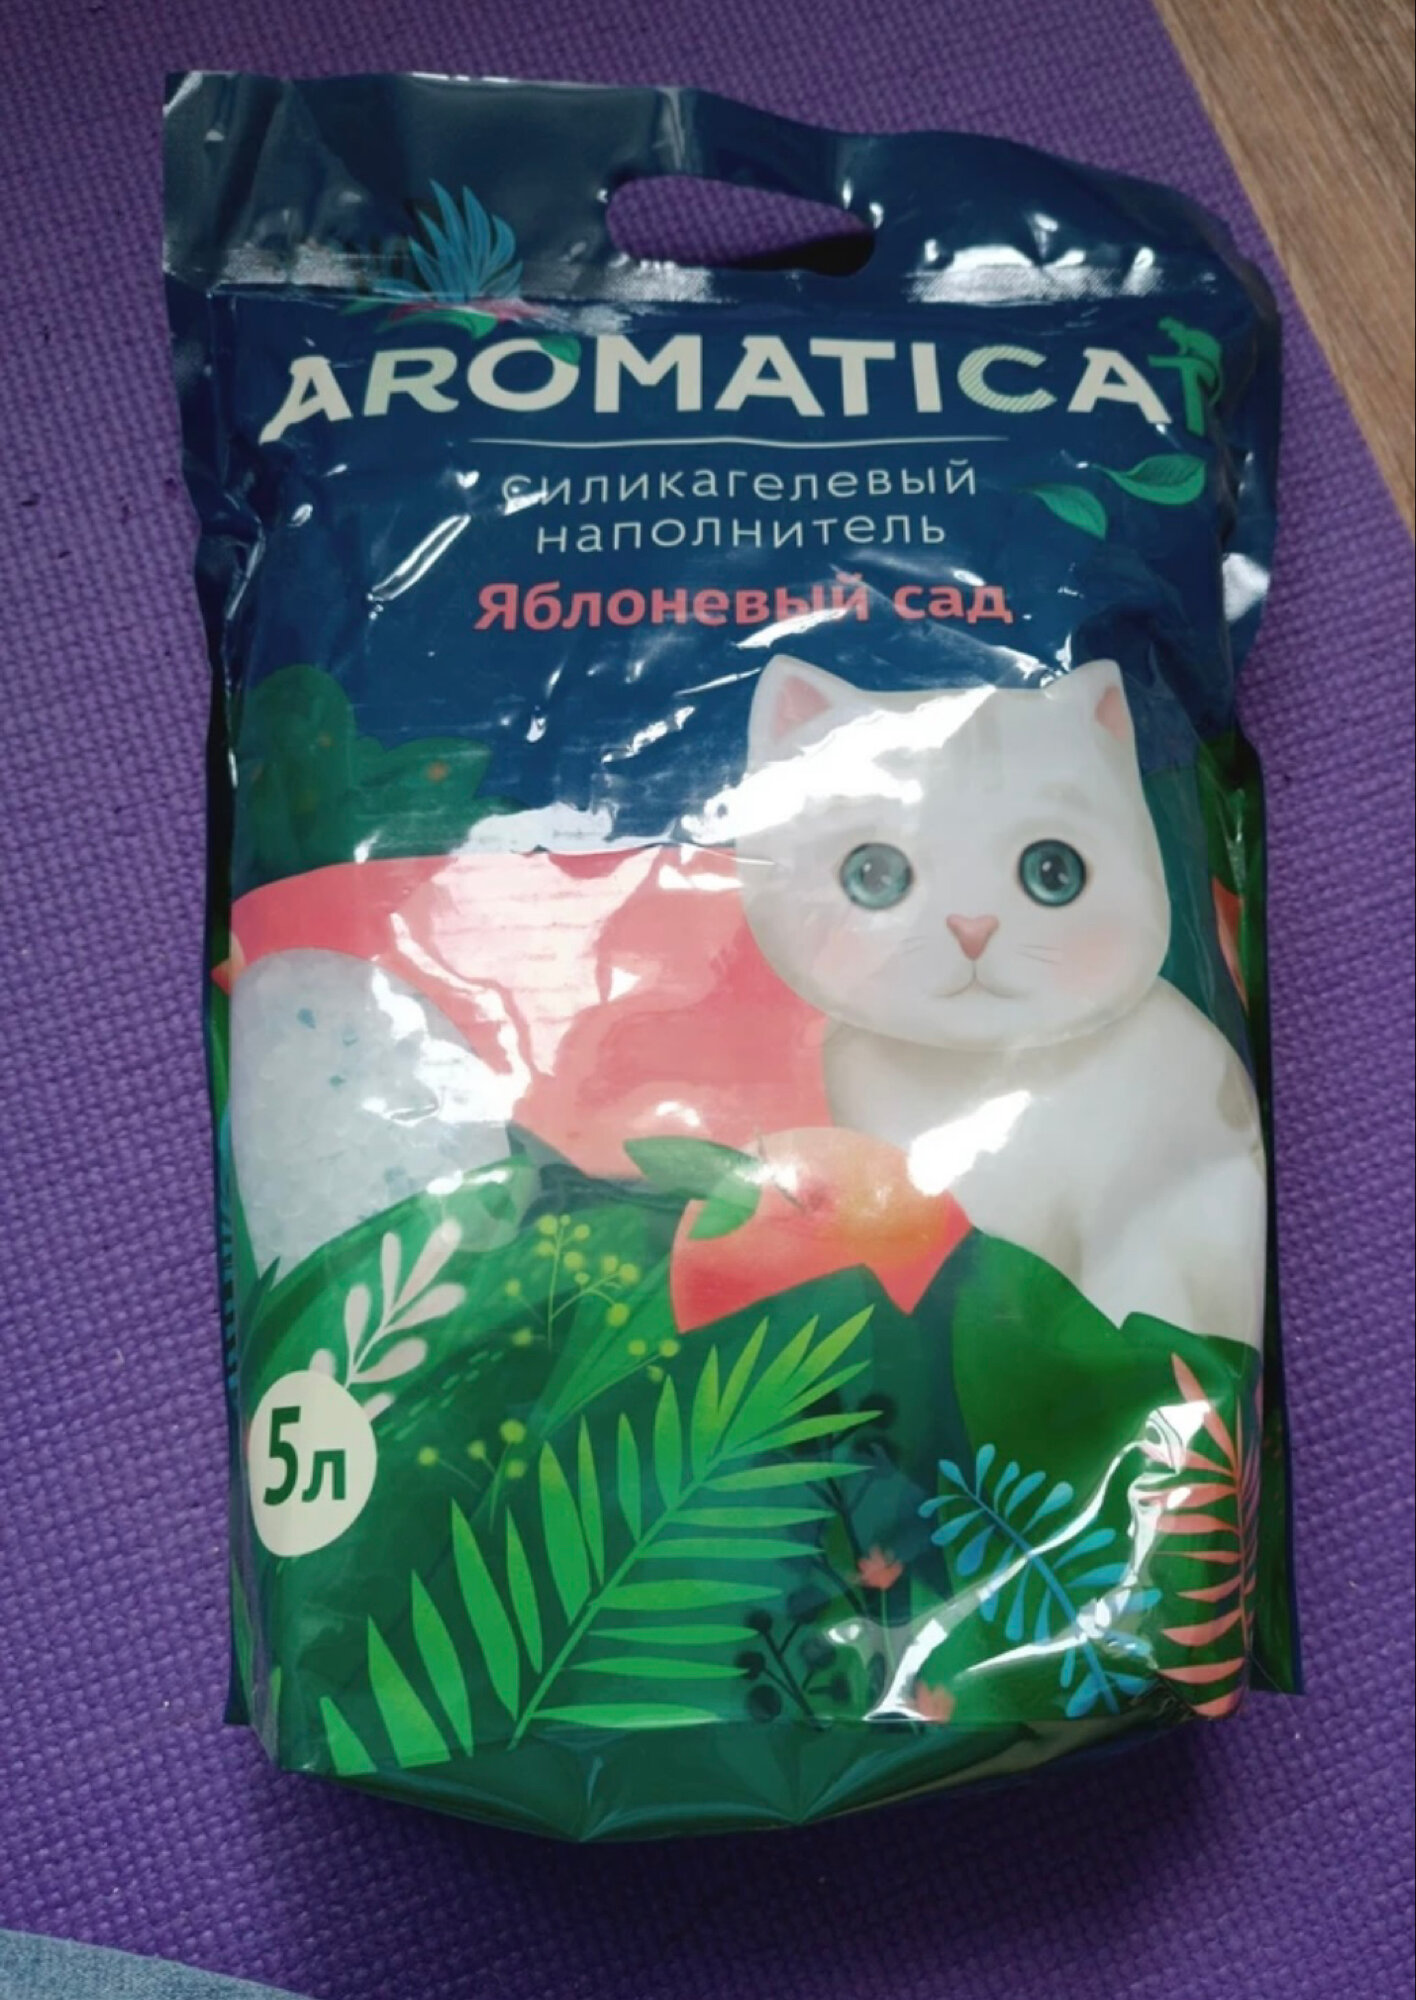 AROMATICAT
силикагелевый
наполнитель
Яблоневый сад
5л